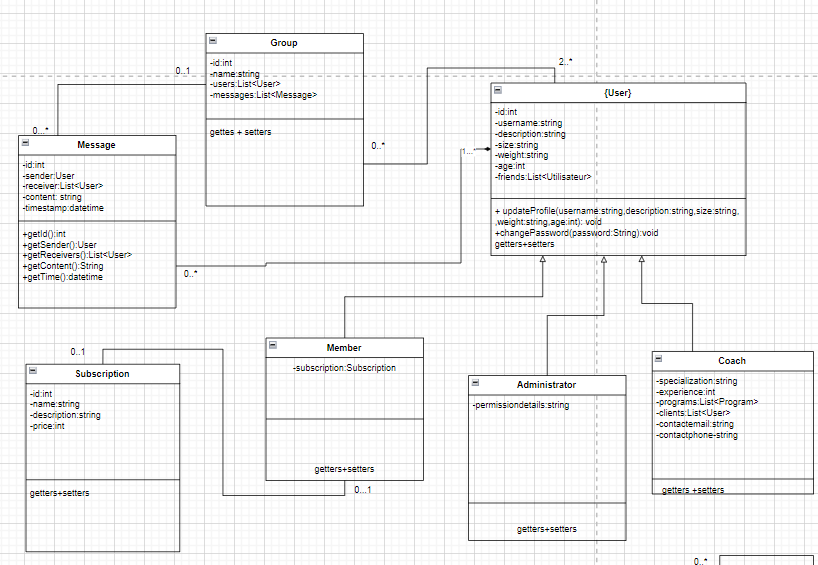 Group
-id:int
-name:string
-users:List<User>
-messages:List<Message>
gettes + setters
0..1
0...*
2..*
0..*
{User}
-id:int
-username:string
-description:string
-size:string
-weight:string
-age:int
-friends:List<Utilisateur>
+ updateProfile(username:string,description:string,size:string,
,weight:string,age:int): void
+changePassword(password:String):void
getters+setters
1...
Message
-id:int
-sender:User
-receiver:List<User>
-content: string
-timestamp:datetime
+getId():int
+getSender():User
+getReceivers():List<User>
+getContent():String
+getTime():datetime
0..*
0..1
Subscription
-id:int
-name:string
-description:string
-price:int
getters+setters
Member
-subscription:Subscription
getters+setters
0...1
Administrator
-permissiondetails:string
getters+setters
Coach
-specialization:string
-experience:int
-programs:List<Program>
-clients:List<User>
-contactemail:string
-contactphone-string
getters +setters
0..*